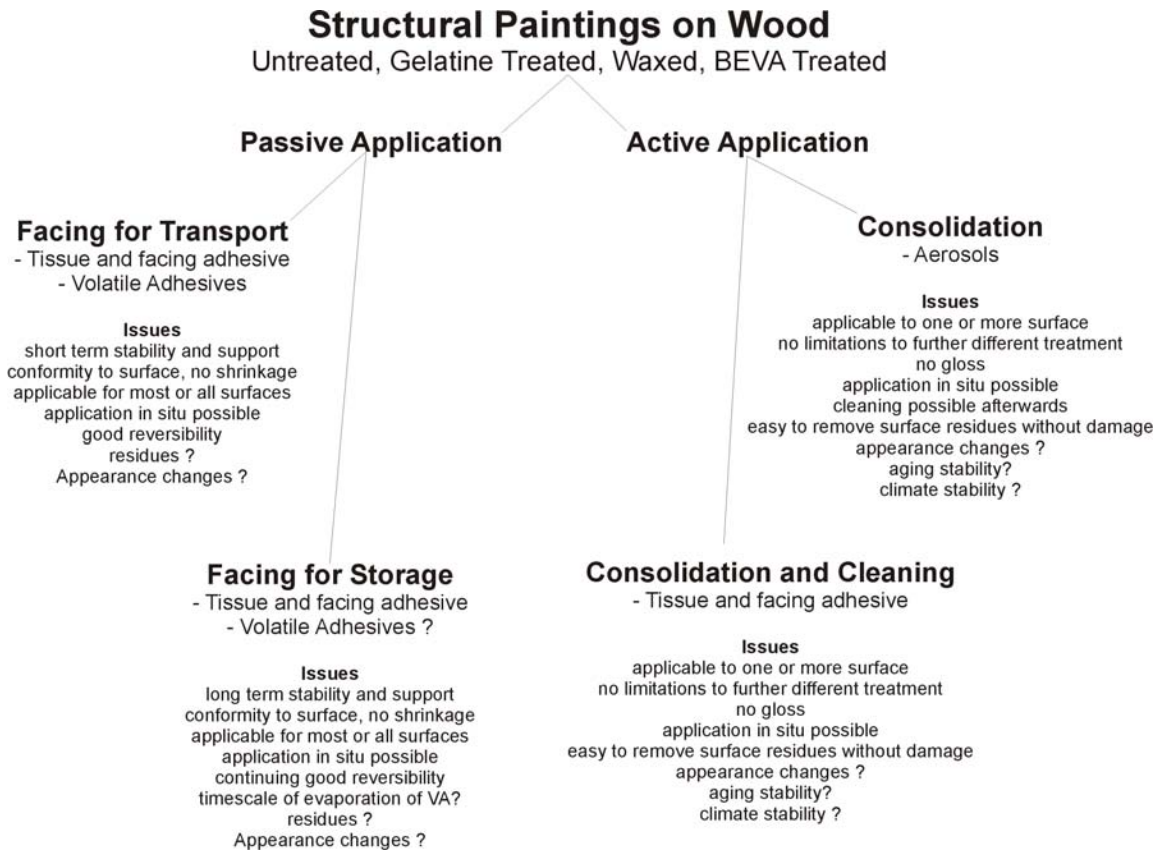 Structural Paintings on Wood
Untreated, Gelatine Treated, Waxed, BEVA Treated
Passive Application
Active Application
Facing for Transport
- Tissue and facing adhesive
- Volatile Adhesives
Issues
short term stability and support
conformity to surface, no shrinkage
applicable for most or all surfaces
application in situ possible
good reversibility
residues ?
Appearance changes ?
Consolidation
- Aerosols
Issues
applicable to one or more surface
no limitations to further different treatment
no gloss
application in situ possible
cleaning possible afterwards
easy to remove surface residues without damage
appearance changes ?
aging stability?
climate stability ?
Facing for Storage
- Tissue and facing adhesive
- Volatile Adhesives ?
Issues
long term stability and support
conformity to surface, no shrinkage
applicable for most or all surfaces
application in situ possible
continuing good reversibility
timescale of evaporation of VA?
residues ?
Appearance changes ?
Consolidation and Cleaning
- Tissue and facing adhesive
Issues
applicable to one or more surface
no limitations to further different treatment
no gloss
application in situ possible
easy to remove surface residues without damage
appearance changes ?
aging stability?
climate stability ?